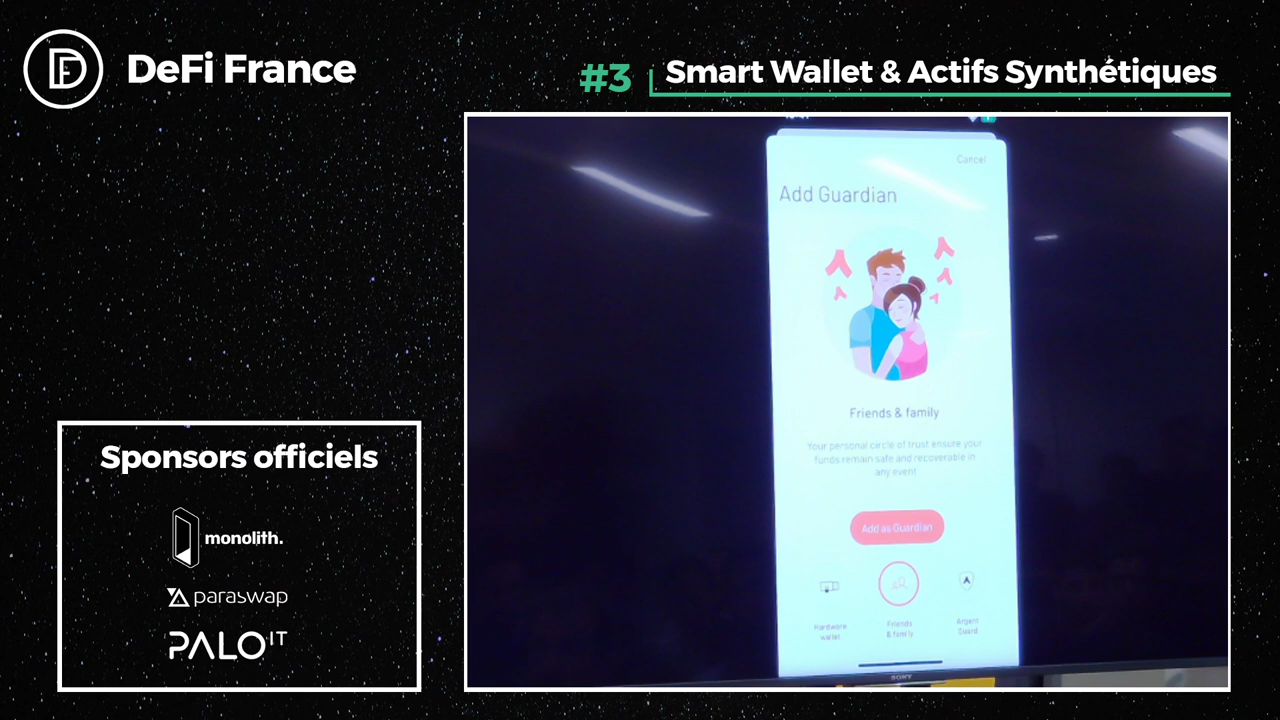 DeFi France
#3 Smart Wallet & Actifs Synthétiques
Cancel
Add Guardian
Friends & family
Your personal circle of trust ensure your
funds remain safe and recoverable in
any event
Add as Guardian
Hardware
wallet
Friends
& family
Argent
Guard
SONY
Sponsors officiels
monolith.
paraswap
PALO IT